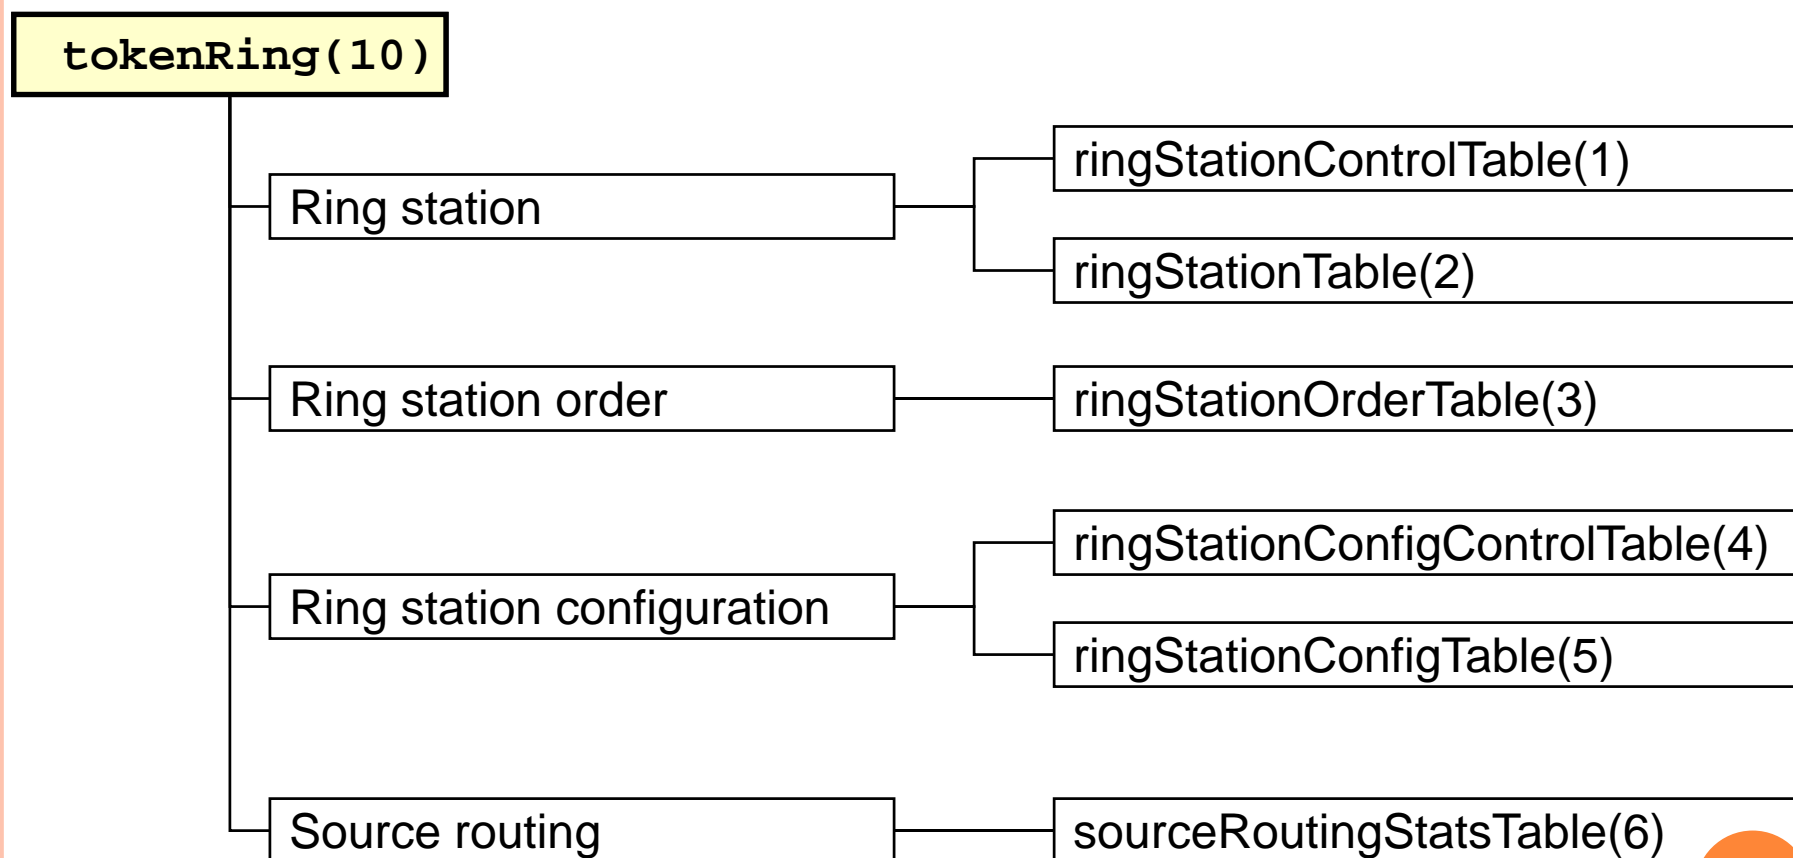 tokenRing(10)
Ring station
ringStationControlTable(1)
ringStationTable(2)
Ring station order
ringStationOrderTable(3)
Ring station configuration
ringStationConfigControlTable(4)
ringStationConfigTable(5)
Source routing
sourceRoutingStatsTable(6)